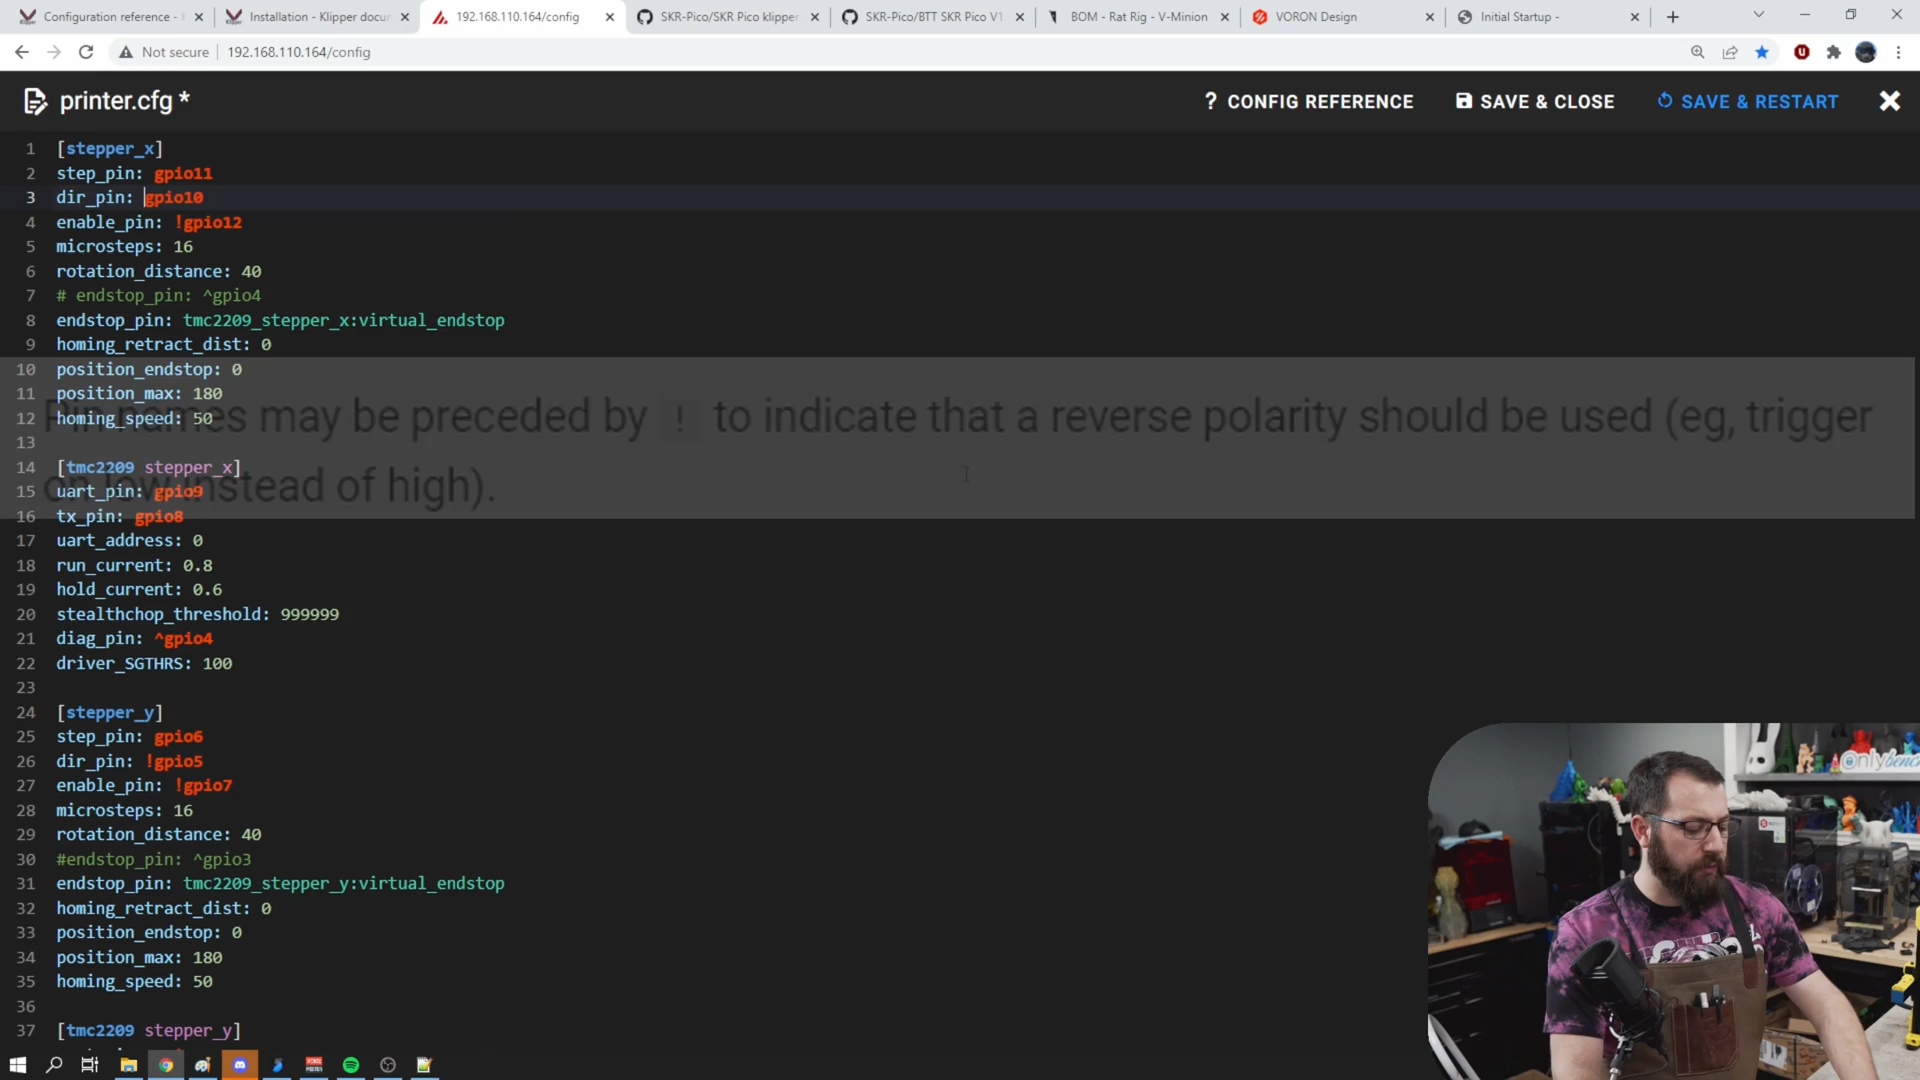 Configuration reference -
Installation - Klipper docu
192.168.110.164/config
SKR-Pico/SKR Pico klipper
SKR-Pico/BTT SKR Pico V1.
BOM - Rat Rig - V-Minion
VORON Design
Initial Startup -
Not secure
192.168.110.164/config
printer.cfg *
? CONFIG REFERENCE
SAVE & CLOSE
SAVE & RESTART
1 [stepper_x]
2 step_pin: gpio11
3 dir_pin: gpio10
4 enable_pin: !gpio12
5 microsteps: 16
6 rotation_distance: 40
7 # endstop_pin: ^gpio4
8 endstop_pin: tmc2209_stepper_x:virtual_endstop
9 homing_retract_dist: 0
10 position_endstop: 0
11 position_max: 180
12 homing_speed: 50
13
14 [tmc2209 stepper_x]
15 uart_pin: gpio9
16 tx_pin: gpio8
17 uart_address: 0
18 run_current: 0.8
19 hold_current: 0.6
20 stealthchop_threshold: 999999
21 diag_pin: ^gpio4
22 driver_SGTHRS: 100
23
24 [stepper_y]
25 step_pin: gpio6
26 dir_pin: !gpio5
27 enable_pin: !gpio7
28 microsteps: 16
29 rotation_distance: 40
30 #endstop_pin: ^gpio3
31 endstop_pin: tmc2209_stepper_y:virtual_endstop
32 homing_retract_dist: 0
33 position_endstop: 0
34 position_max: 180
35 homing_speed: 50
36
37 [tmc2209 stepper_y]
Pin names may be preceded by ! to indicate that a reverse polarity should be used (eg, trigger
on low instead of high).